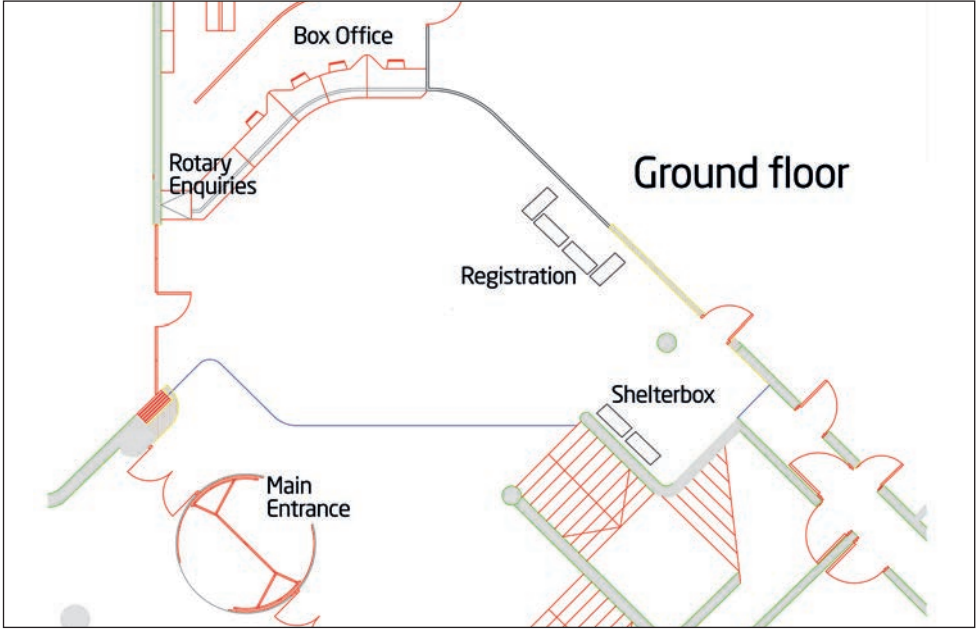 Box Office
Rotary
Enquiries
Ground floor
Registration
Shelterbox
Main
Entrance